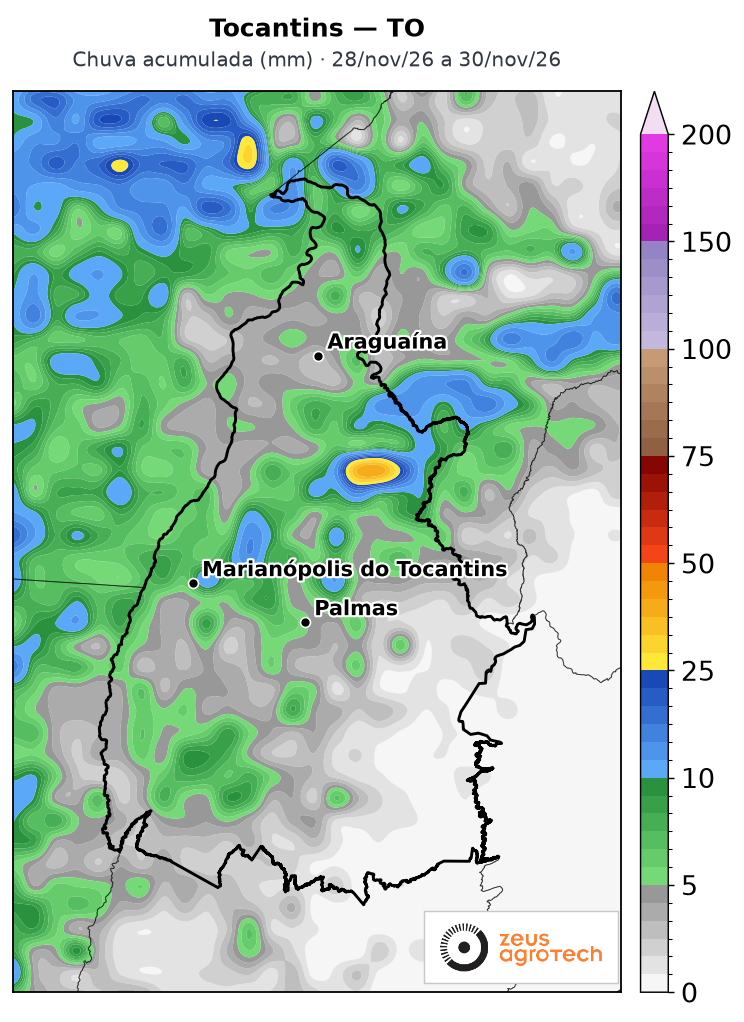 Tocantins — TO
Chuva acumulada (mm) · 28/nov/26 a 30/nov/26
200
150
100
75
50
25
10
5
0
Araguaína
Marianópolis do Tocantins
Palmas
zeus
agrotech